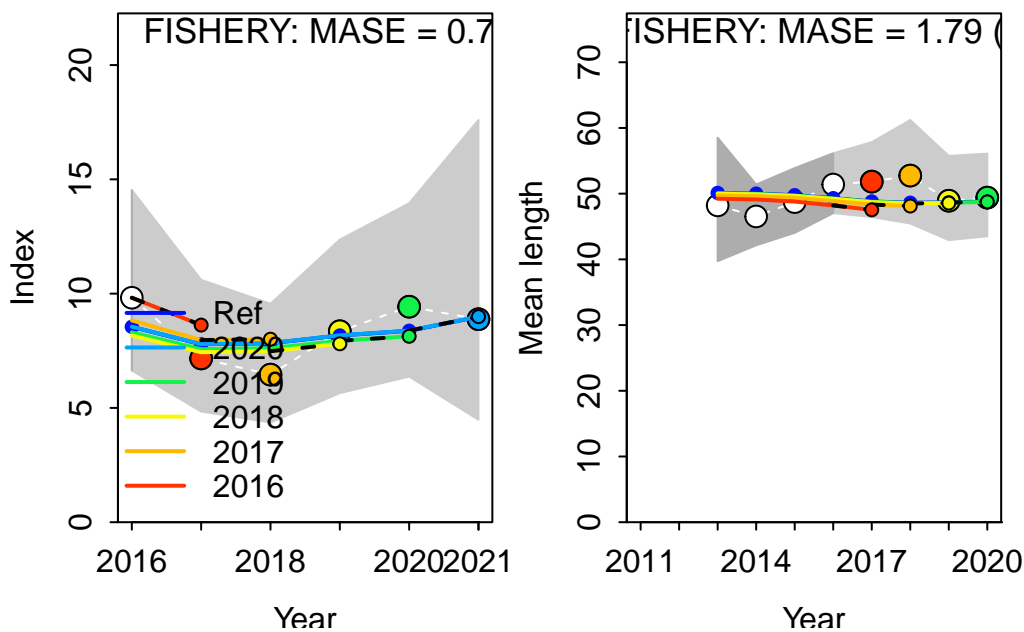 FISHERY: MASE = 0.7
Index
20
15
10
5
0
Ref
2020
2019
2018
2017
2016
2016 2018 20202021
Year
FISHERY: MASE = 1.79 (
Mean length
70
60
50
40
30
20
10
0
2011 2014 2017 2020
Year